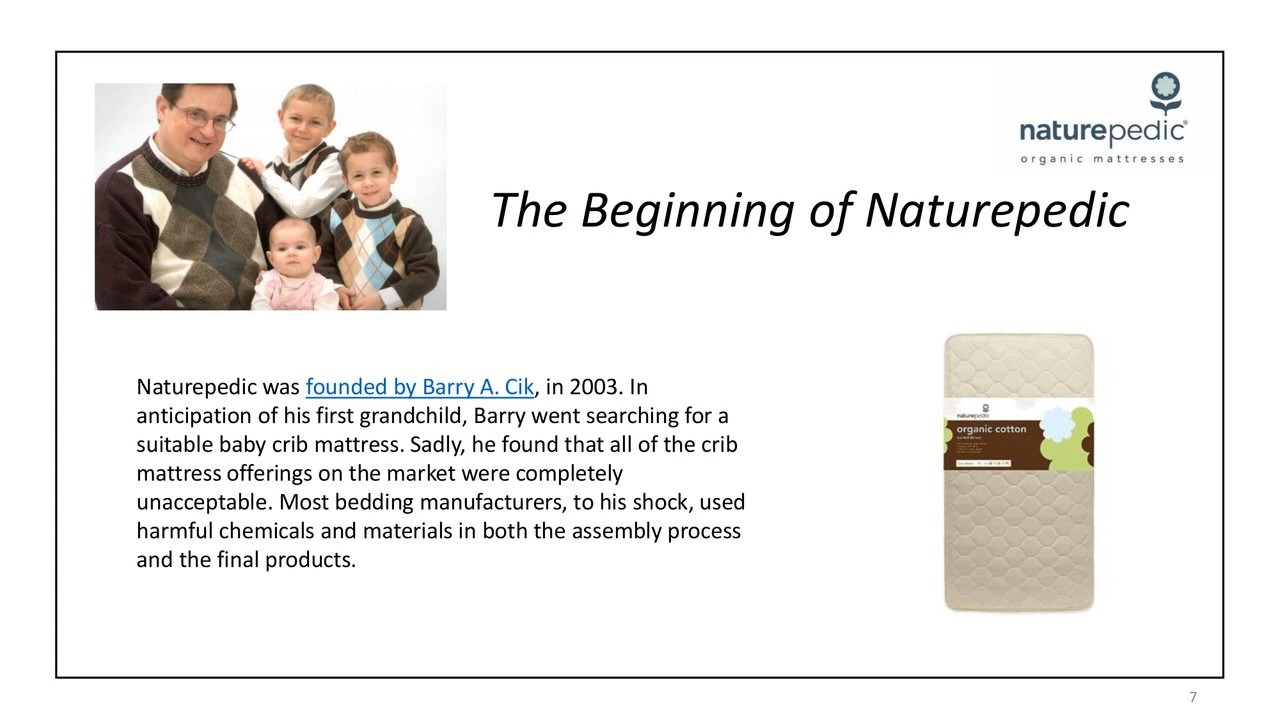 naturepedic®
organic mattresses
The Beginning of Naturepedic
Naturepedic was founded by Barry A. Cik, in 2003. In
anticipation of his first grandchild, Barry went searching for a
suitable baby crib mattress. Sadly, he found that all of the crib
mattress offerings on the market were completely
unacceptable. Most bedding manufacturers, to his shock, used
harmful chemicals and materials in both the assembly process
and the final products.
naturepedic
organic cotton
7